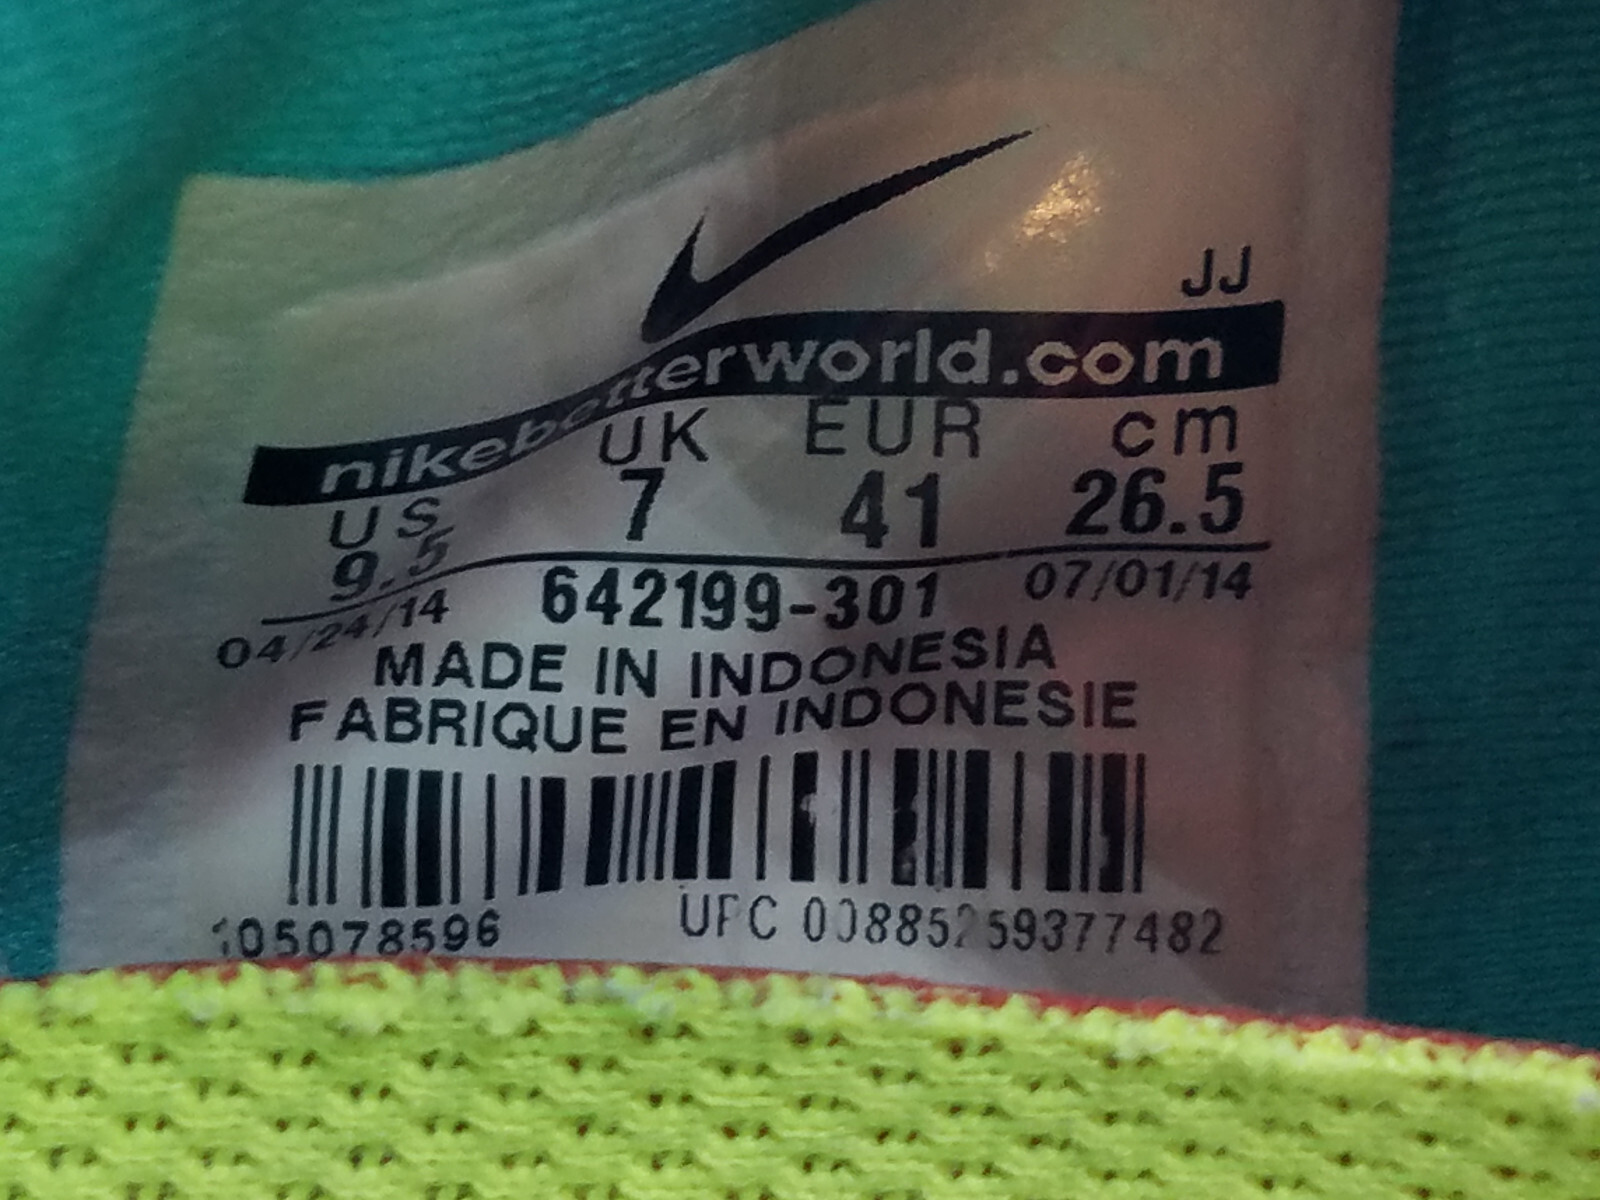 JJ
nikebetterworld.com
US UK EUR cm
9.5 7 41 26.5
04/24/14 642199-301 07/01/14
MADE IN INDONESIA
FABRIQUE EN INDONESIE
105078596 UPC 00885259377482